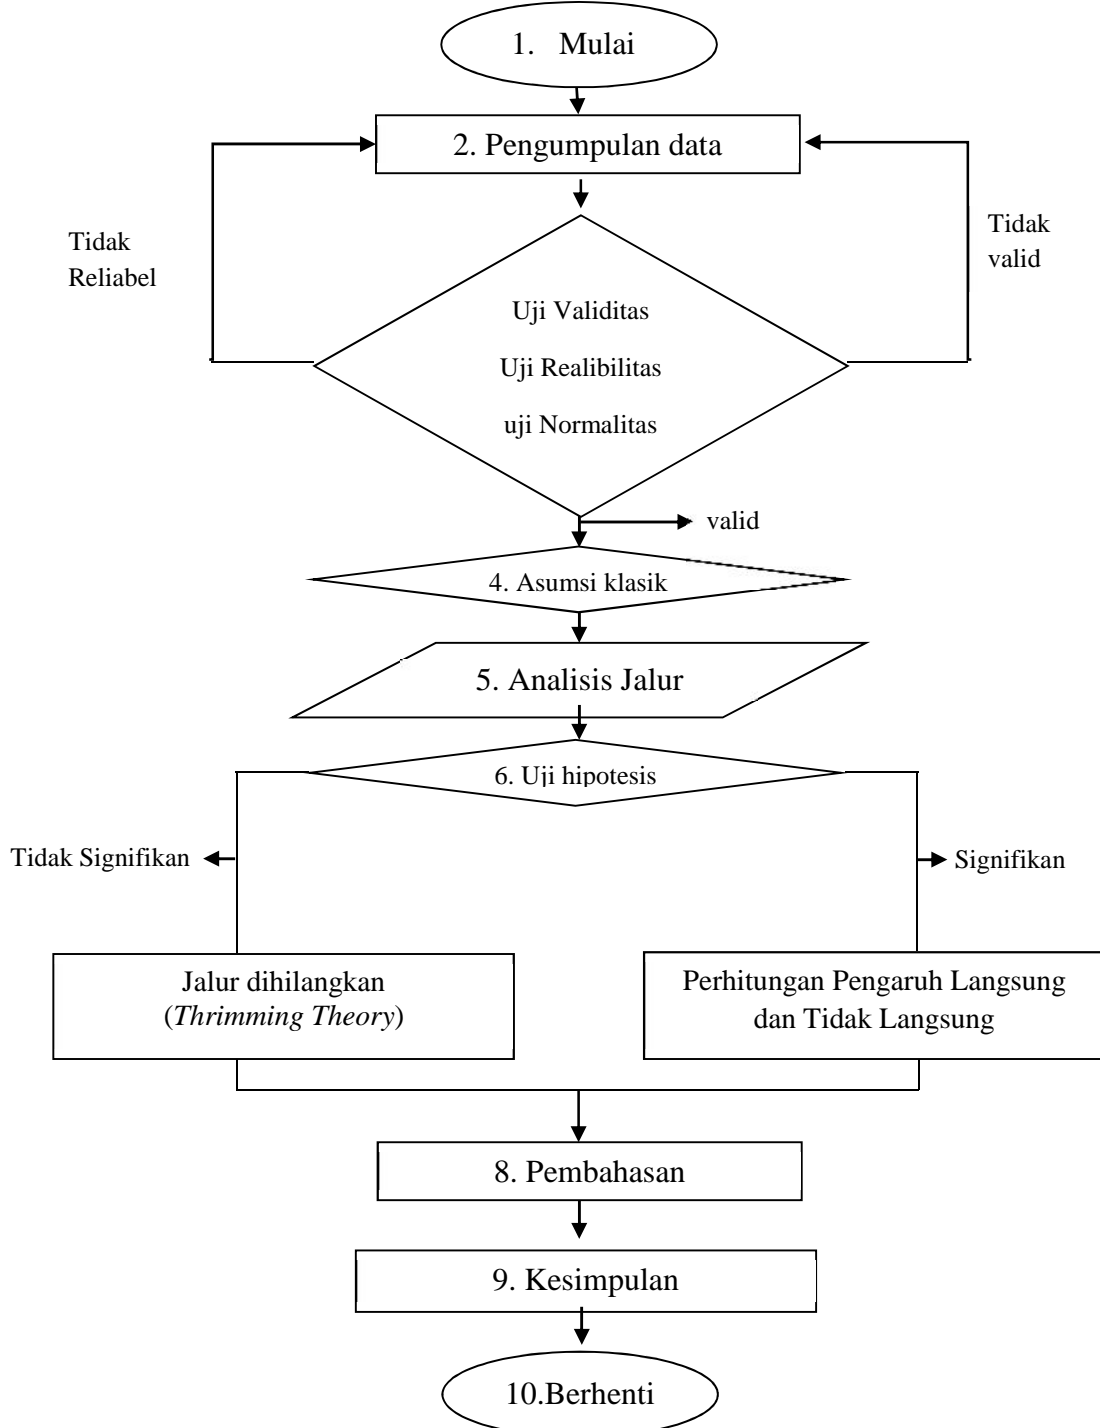 1. Mulai
2. Pengumpulan data
Tidak
Reliabel
Tidak
valid
Uji Validitas
Uji Realibilitas
uji Normalitas
valid
4. Asumsi klasik
5. Analisis Jalur
6. Uji hipotesis
Tidak Signifikan
Signifikan
Jalur dihilangkan
(Thrimming Theory)
Perhitungan Pengaruh Langsung
dan Tidak Langsung
8. Pembahasan
9. Kesimpulan
10.Berhenti